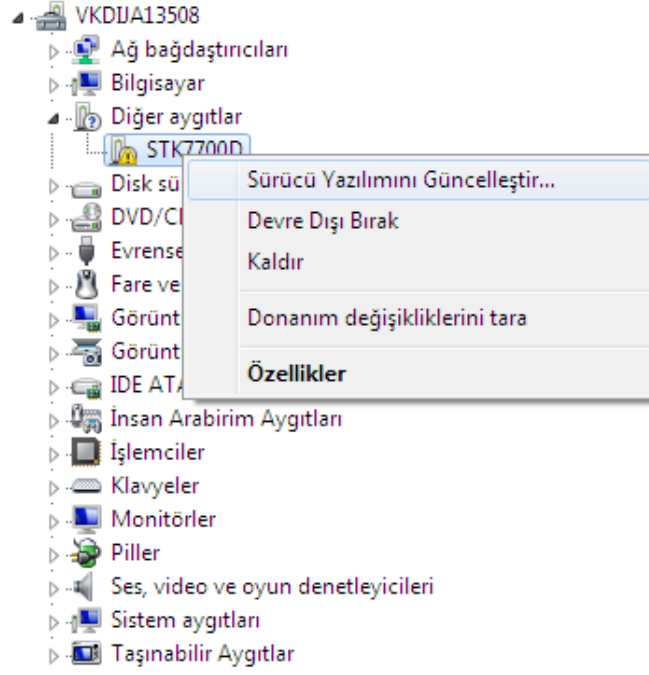 VKDIJA13508
Ağ bağdaştırıcıları
Bilgisayar
Diğer aygıtlar
STK7700D
Sürücü Yazılımını Güncelleştir...
Devre Dışı Bırak
Kaldır
Donanım değişikliklerini tara
Özellikler
Disk sü
DVD/C
Evrense
Fare ve
Görünt
Görünt
IDE ATA
İnsan Arabirim Aygıtları
İşlemciler
Klavyeler
Monitörler
Piller
Ses, video ve oyun denetleyicileri
Sistem aygıtları
Taşınabilir Aygıtlar